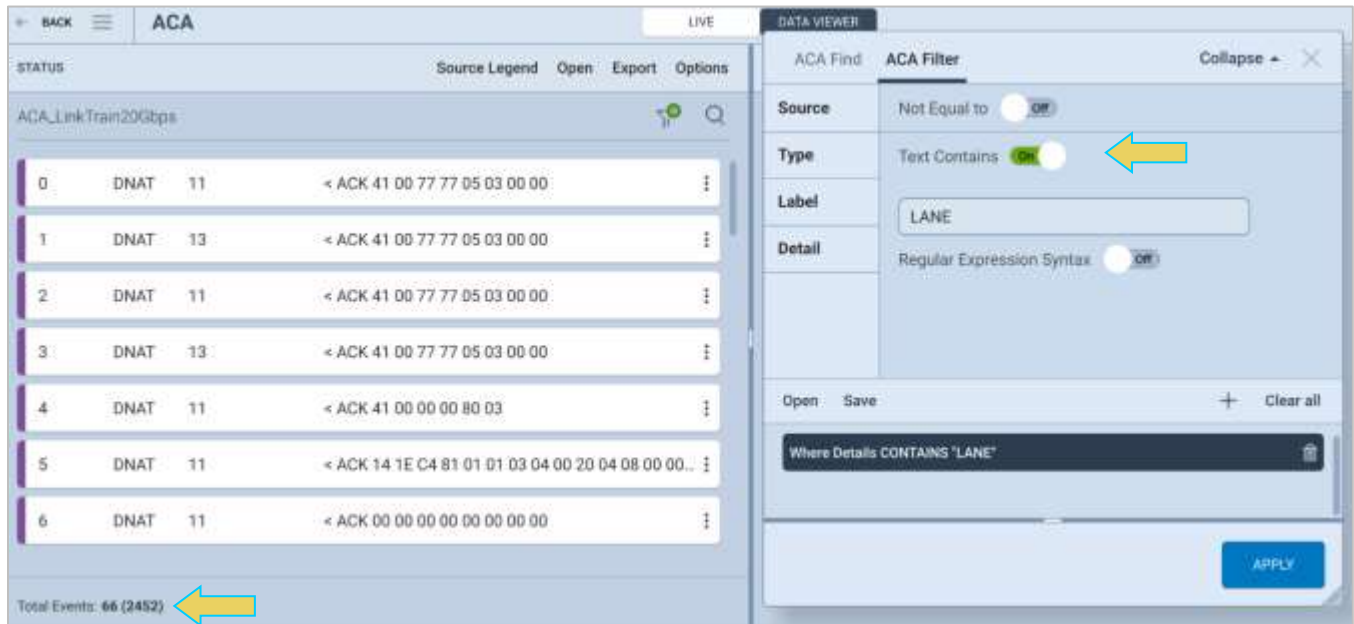 ← BACK ACA LIVE DATA VIEWER
STATUS Source Legend Open Export Options
ACA_LinkTrain20Gbps
0 DNAT 11 < ACK 41 00 77 77 05 03 00 00
1 DNAT 13 < ACK 41 00 77 77 05 03 00 00
2 DNAT 11 < ACK 41 00 77 77 05 03 00 00
3 DNAT 13 < ACK 41 00 77 77 05 03 00 00
4 DNAT 11 < ACK 41 00 00 00 80 03
5 DNAT 11 < ACK 14 1E C4 81 01 01 03 04 00 20 04 08 00 00...
6 DNAT 11 < ACK 00 00 00 00 00 00 00 00
Total Events: 66 (2452)
ACA Find ACA Filter Collapse
Source Not Equal to Off
Type Text Contains On
Label
LANE
Detail
Regular Expression Syntax Off
Open Save + Clear all
Where Details CONTAINS "LANE"
APPLY